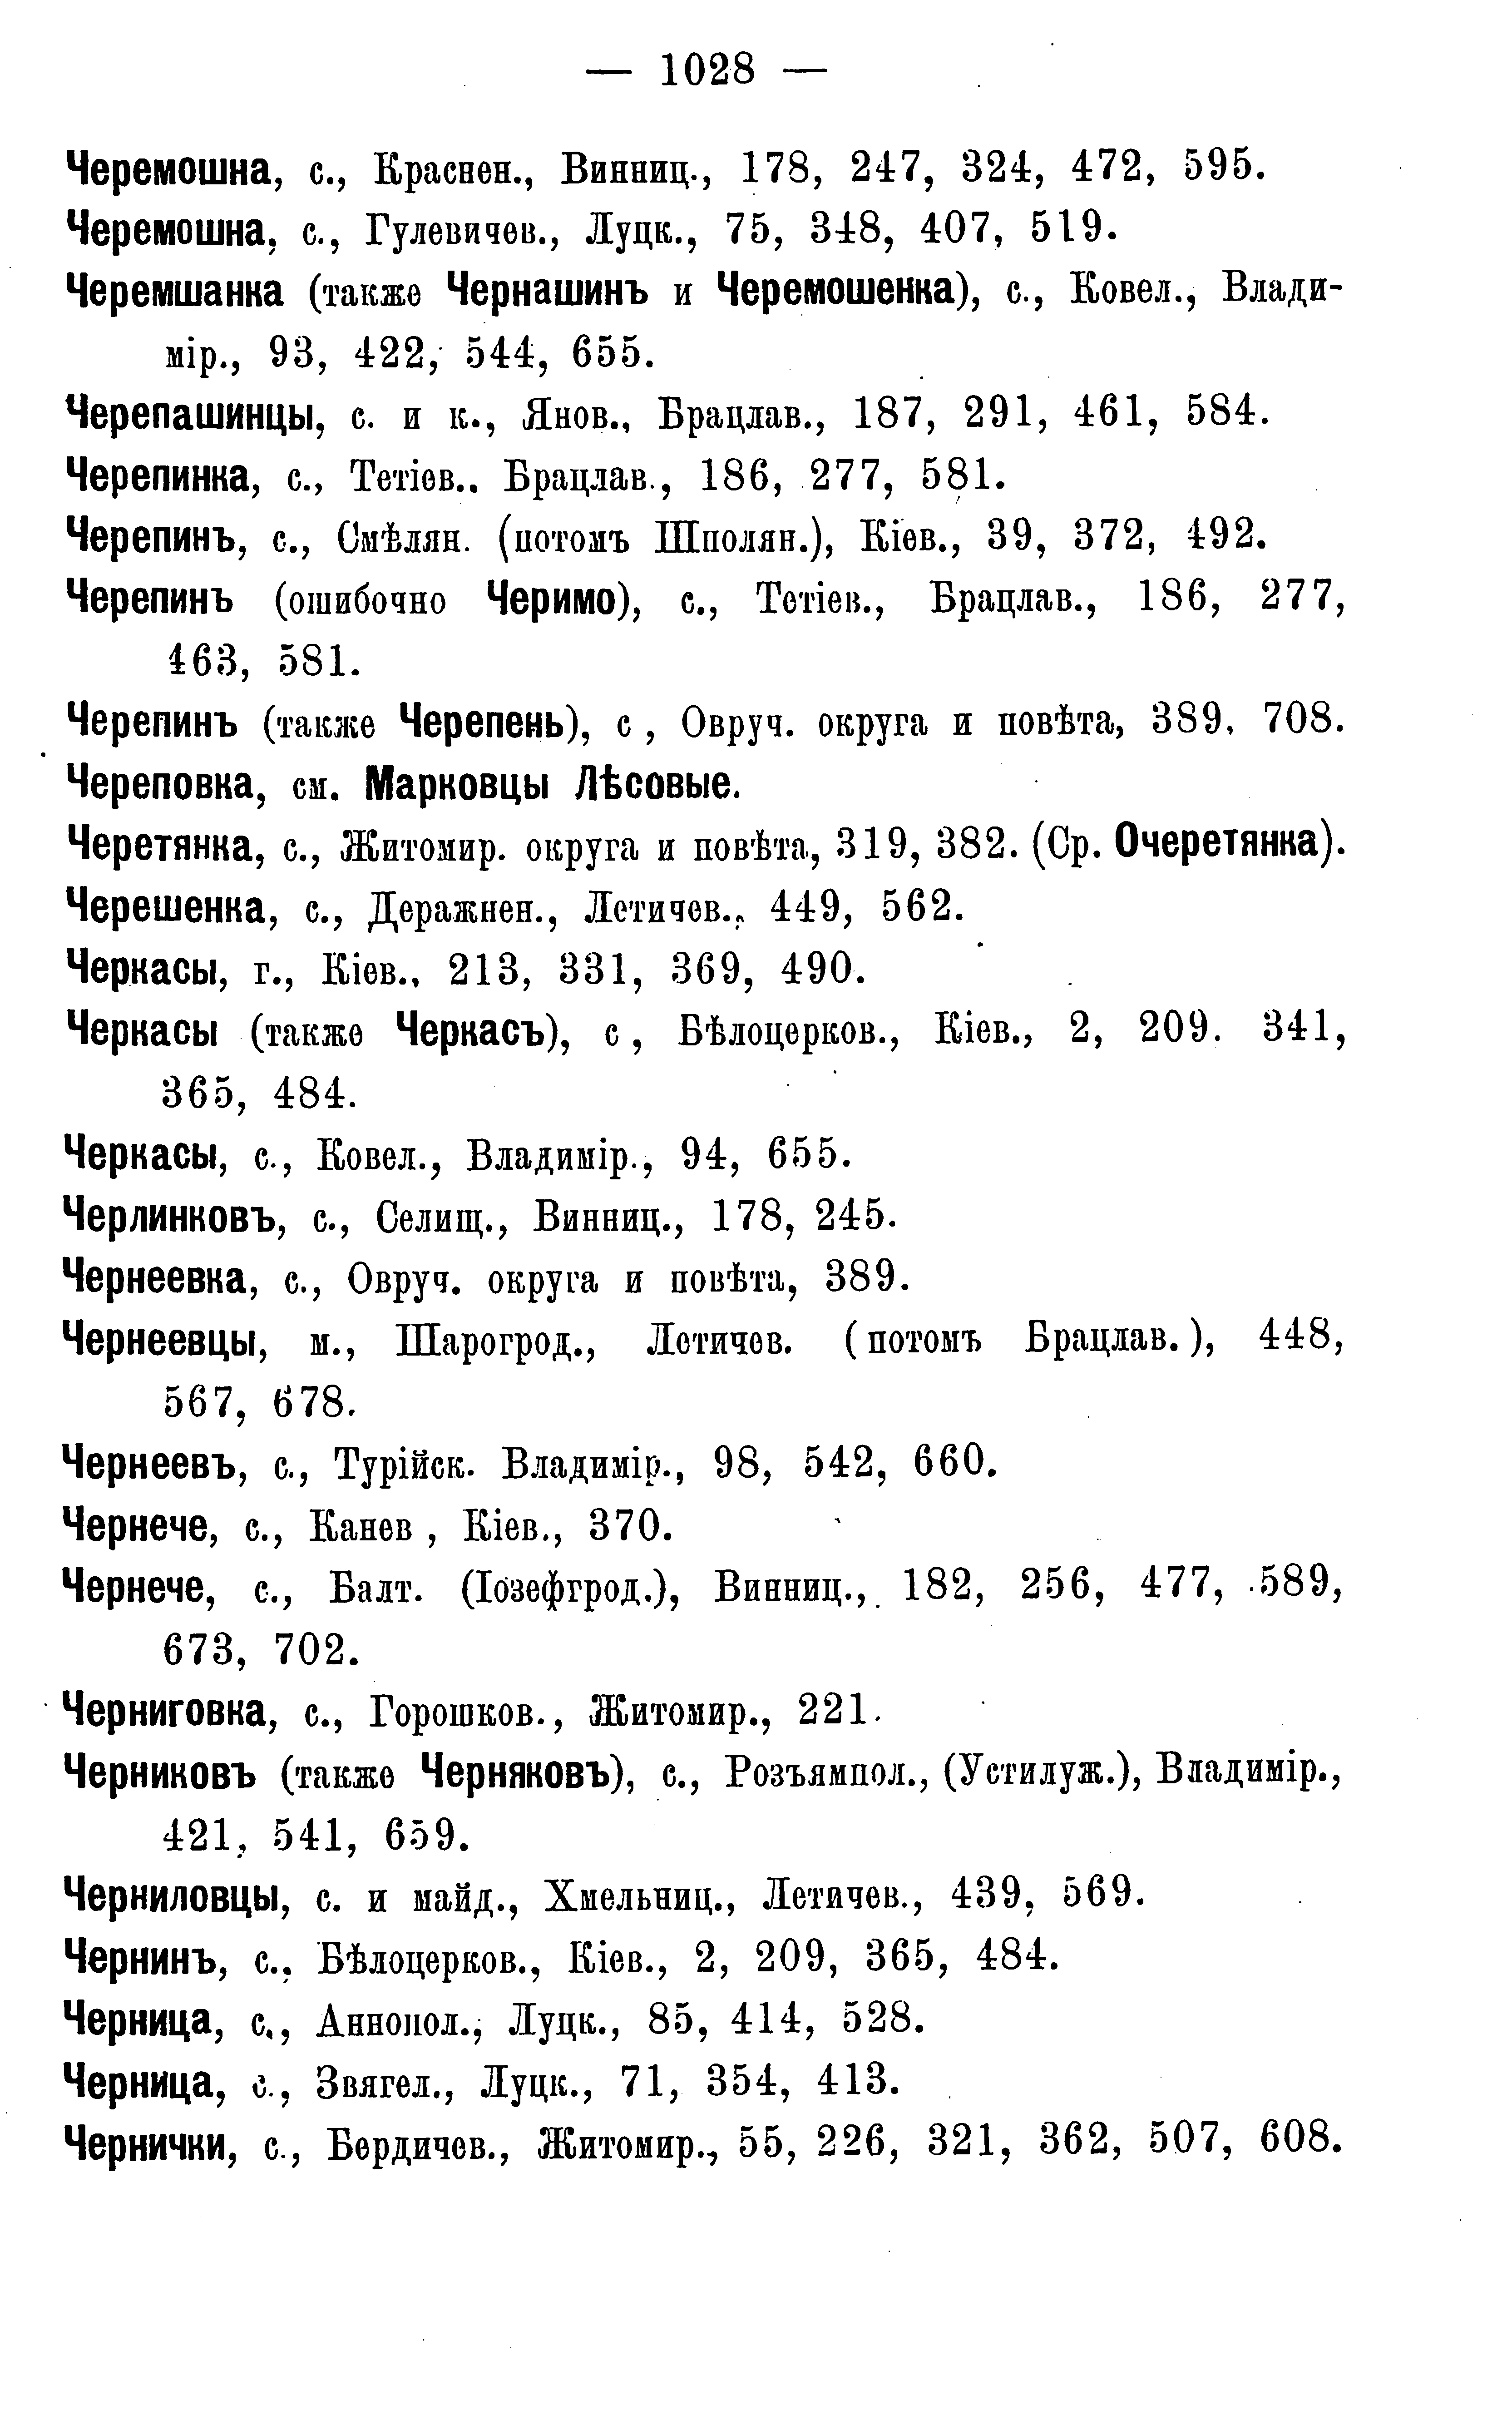 — 1028 —
Черемошна, с., Краснен., Винниц., 178, 247, 324, 472, 595.
Черемошна, с., Гулевичев., Луцк., 75, 348, 407, 519.
Черемшанка (также Чернашинъ и Черемошенка), с., Ковел., Влади-
мір., 93, 422, 544, 655.
Черепашинцы, с. и к., Янов., Брацлав., 187, 291, 461, 584.
Черепинка, с., Тетіев.. Брацлав., 186, 277, 581.
Черепинъ, с., Смѣлян. (потомъ Шполян.), Кіев., 39, 372, 492.
Черепинъ (ошибочно Черимо), с., Тетіев., Брацлав., 186, 277,
463, 581.
Черепинъ (также Черепень), с , Овруч. округа и повѣта, 389, 708.
Череповка, см. Марковцы Лѣсовые.
Черетянка, с., Житомир. округа и повѣта, 319, 382. (Ср. Очеретянка).
Черешенка, с., Деражнен., Летичев., 449, 562.
Черкасы, г., Кіев., 213, 331, 369, 490.
Черкасы (также Черкасъ), с , Бѣлоцерков., Кіев., 2, 209. 341,
365, 484.
Черкасы, с., Ковел., Владимір., 94, 655.
Черлинковъ, с., Селищ., Винниц., 178, 245.
Чернеевка, с., Овруч. округа и повѣта, 389.
Чернеевцы, м., Шарогрод., Летичев. (потомъ Брацлав.), 448,
567, 678.
Чернеевъ, с., Турійск. Владимір., 98, 542, 660.
Чернече, с., Канев , Кіев., 370.
Чернече, с., Балт. (Іозефгрод.), Винниц., 182, 256, 477, 589,
673, 702.
Черниговка, с., Горошков., Житомир., 221.
Черниковъ (также Черняковъ), с., Розъямпол., (Устилуж.), Владимір.,
421, 541, 659.
Черниловцы, с. и майд., Хмельниц., Летичев., 439, 569.
Чернинъ, с., Бѣлоцерков., Кіев., 2, 209, 365, 484.
Черница, с., Аннопол., Луцк., 85, 414, 528.
Черница, с., Звягел., Луцк., 71, 354, 413.
Чернички, с., Бердичев., Житомир., 55, 226, 321, 362, 507, 608.